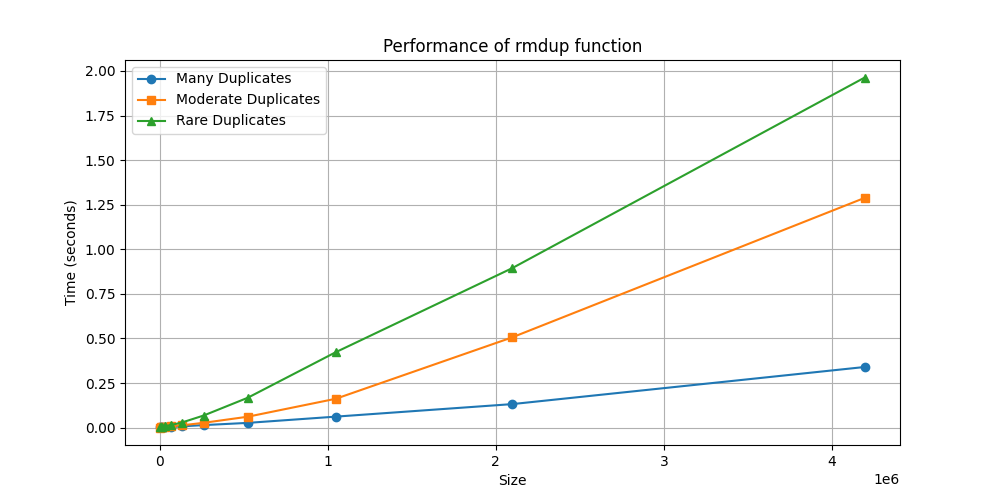 Performance of rmdup function
Many Duplicates
Moderate Duplicates
Rare Duplicates
2.00
1.75
1.50
1.25
1.00
0.75
0.50
0.25
0.00
Time (seconds)
0 1 2 3 4
1e6
Size